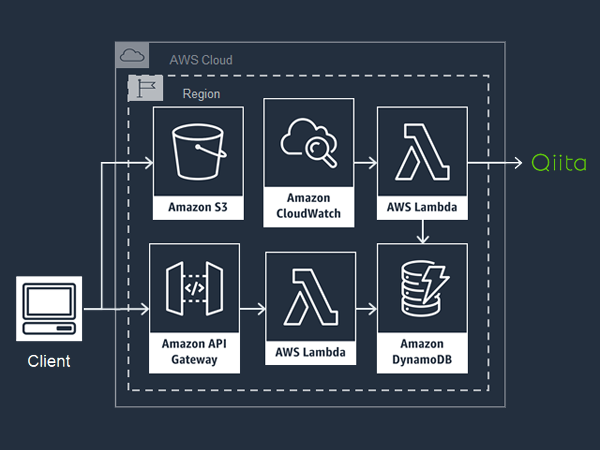 AWS Cloud
Region
Amazon S3
Amazon
CloudWatch
AWS Lambda
Qiita
Amazon API
Gateway
AWS Lambda
Amazon
DynamoDB
Client